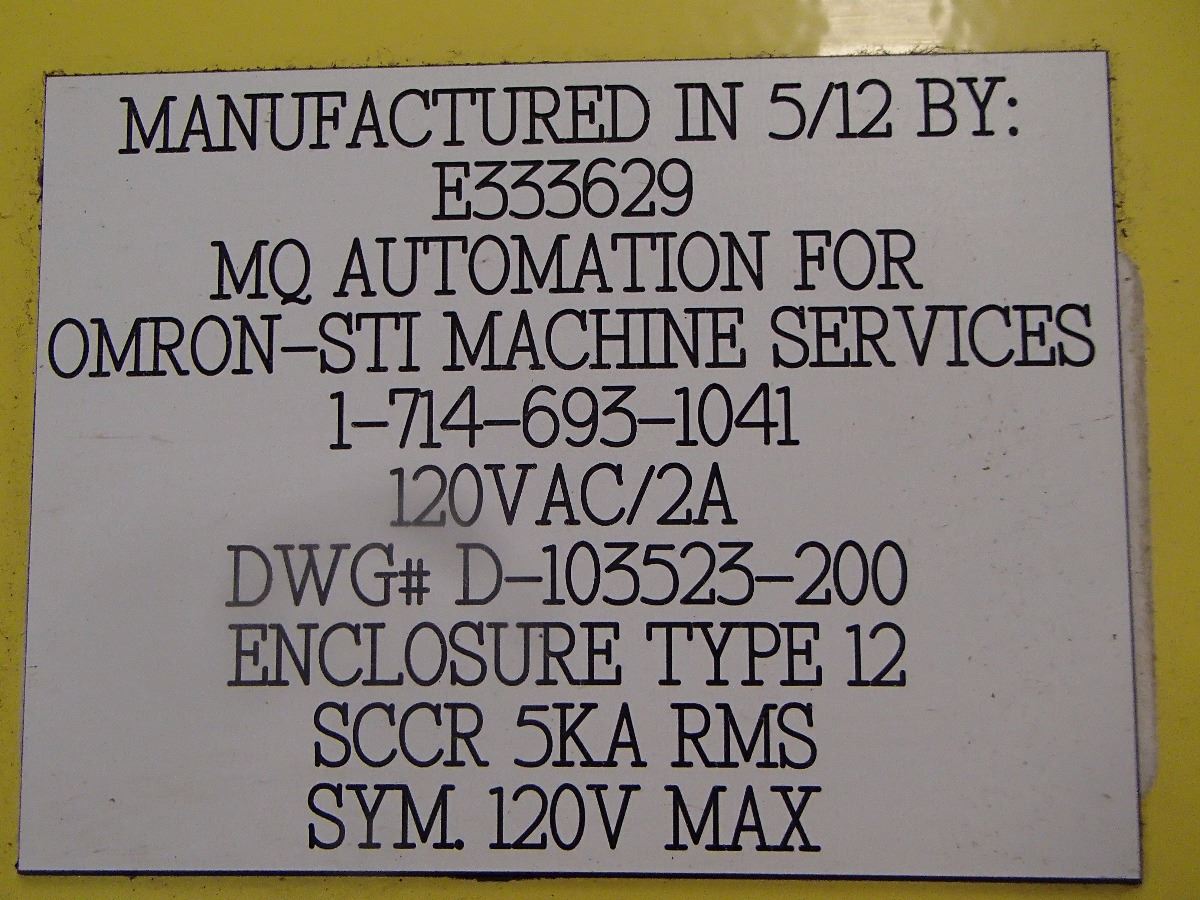 MANUFACTURED IN 5/12 BY:
E333629
MQ AUTOMATION FOR
OMRON-STI MACHINE SERVICES
1-714-693-1041
120VAC/2A
DWG# D-103523-200
ENCLOSURE TYPE 12
SCCR 5KA RMS
SYM. 120V MAX